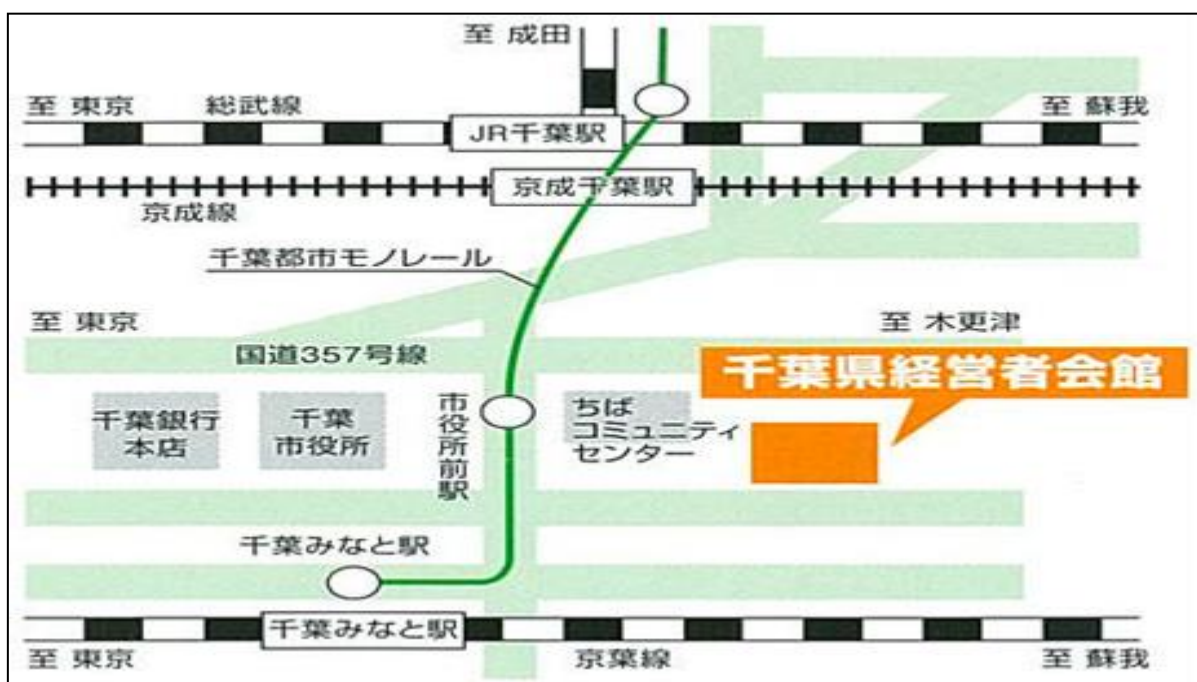 至 成田
至 東京
総武線
至 蘇我
JR千葉駅
京成千葉駅
京成線
千葉都市モノレール
至 東京
至 木更津
国道357号線
千葉県経営者会館
千葉銀行
本店
千葉
市役所
市役所前駅
ちば
コミュニティ
センター
千葉みなと駅
千葉みなと駅
至 東京
京葉線
至 蘇我